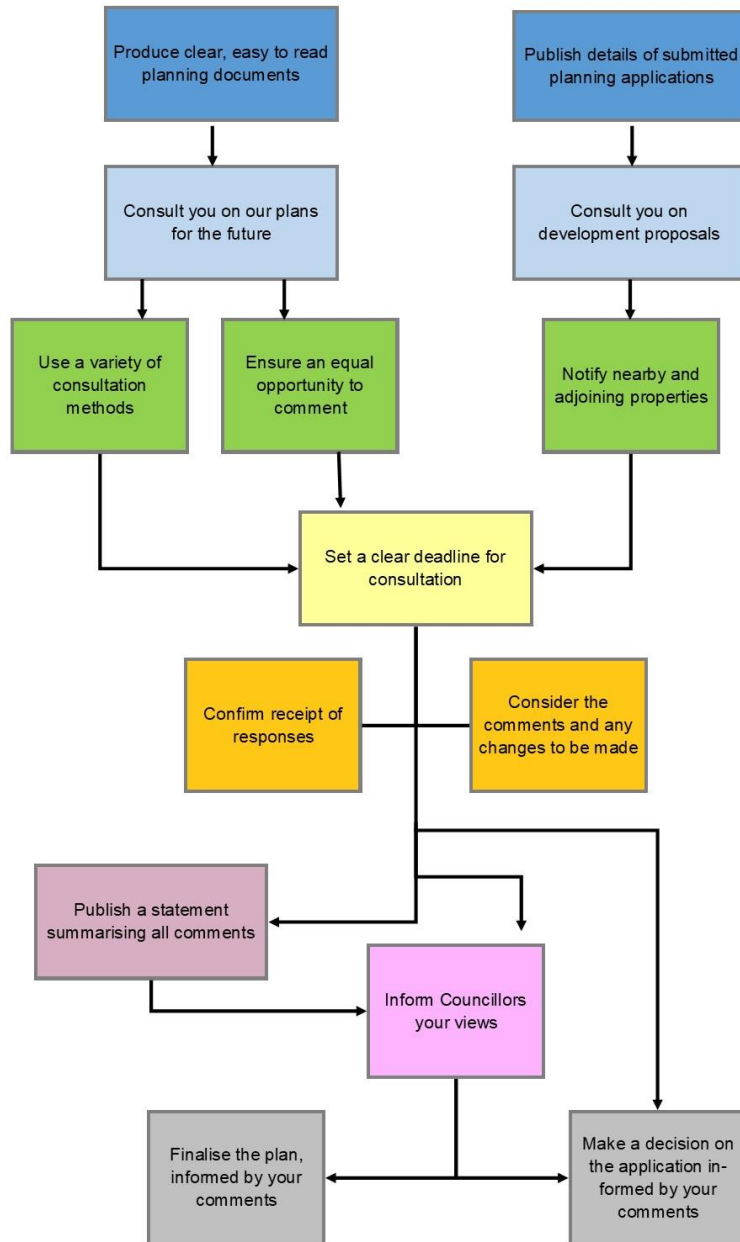 Produce clear, easy to read
planning documents
Publish details of submitted
planning applications
Consult you on our plans
for the future
Consult you on
development proposals
Use a variety of
consultation
methods
Ensure an equal
opportunity to
comment
Notify nearby and
adjoining properties
Set a clear deadline for
consultation
Confirm receipt of
responses
Consider the
comments and any
changes to be made
Publish a statement
summarising all comments
Inform Councillors
your views
Finalise the plan,
informed by your
comments
Make a decision on
the application in-
formed by your
comments